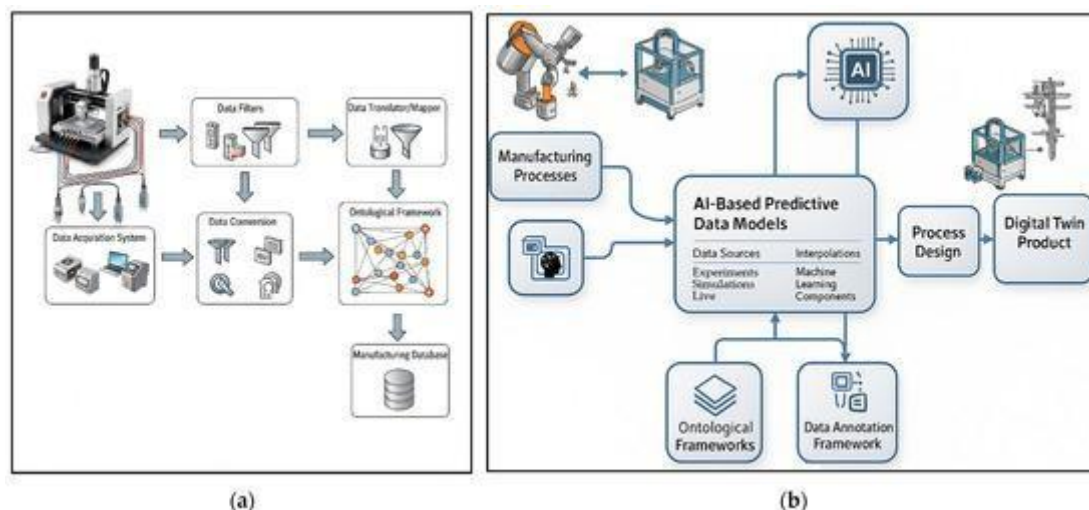 Data Filters
Data Translator/Mapper
Data Acqurition System
Data Conversion
Ontological Framework
Manufacturing Database
(a)
AI
Manufacturing
Processes
AI-Based Predictive
Data Models
Data Sources
Interpolations
Experiments
Machine
Simulations
Learning
Live
Components
Process
Design
Digital Twin
Product
Ontological
Frameworks
Data Annotation
Framework
(b)